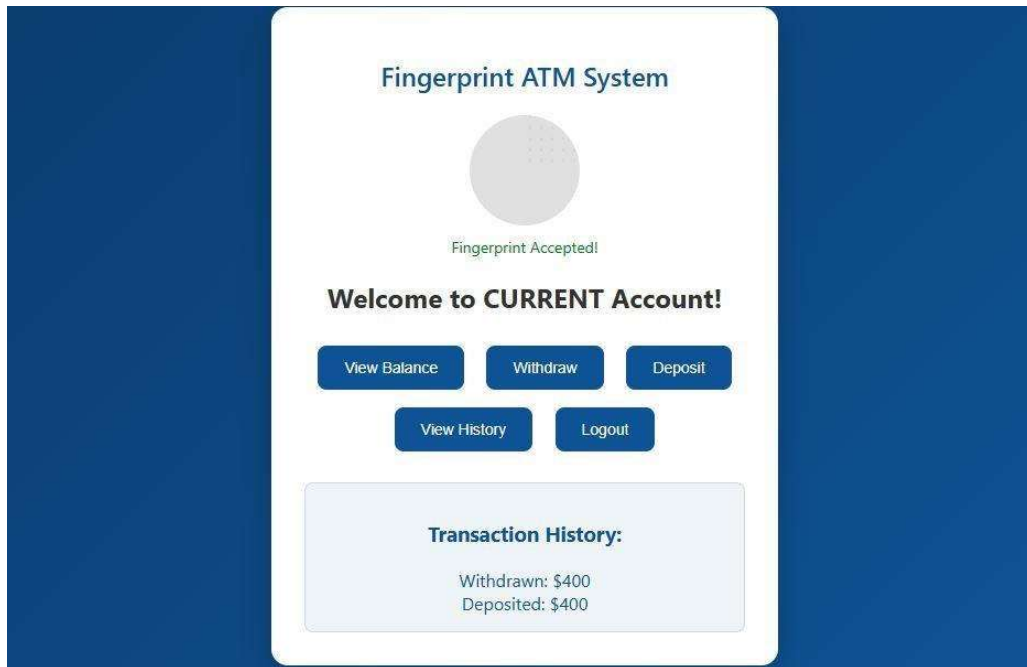 Fingerprint ATM System
Fingerprint Accepted!
Welcome to CURRENT Account!
View Balance Withdraw Deposit
View History Logout
Transaction History:
Withdrawn: $400
Deposited: $400